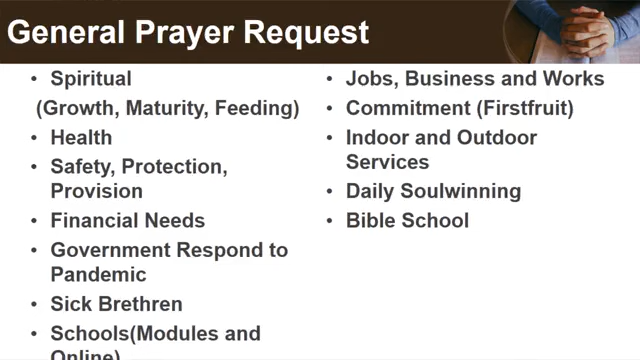 General Prayer Request
• Spiritual
(Growth, Maturity, Feeding)
• Health
• Safety, Protection,
Provision
• Financial Needs
• Government Respond to
Pandemic
• Sick Brethren
• Schools(Modules and
Online)
• Jobs, Business and Works
• Commitment (Firstfruit)
• Indoor and Outdoor
Services
• Daily Soulwinning
• Bible School